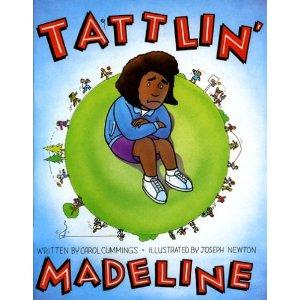 TATTLIN'
WRITTEN BY CAROL CUMMINGS • ILLUSTRATED BY JOSEPH NEWTON
MADELINE